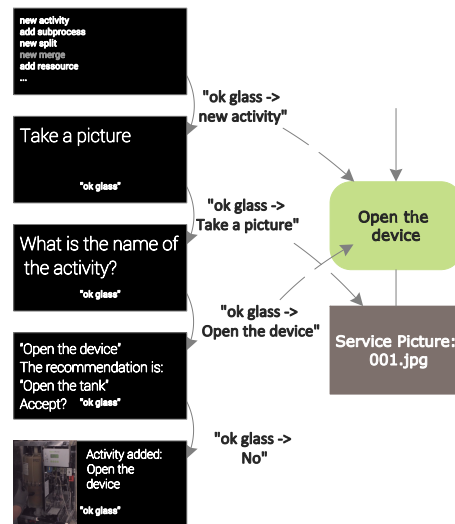 new activity
add subprocess
new split
new merge
add ressource
...
"ok glass ->
new activity"
Take a picture
"ok glass"
"ok glass ->
Take a picture"
Open the
device
What is the name of
the activity?
"ok glass"
"ok glass ->
Open the device"
Service Picture:
001.jpg
"Open the device"
The recommendation is:
"Open the tank"
Accept? "ok glass"
"ok glass ->
No"
Activity added:
Open the
device
"ok glass"